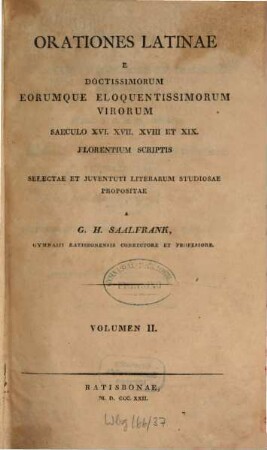 ORATIONES LATINAE
E
DOCTISSIMORUM
EORUMQUE ELOQUENTISSIMORUM
VIRORUM
SAECULO XVI. XVII. XVIII ET XIX.
FLORENTIUM SCRIPTIS
SELECTAE ET JUVENTUTI LITERARUM STUDIOSAE
PROPOSITAE
A
G. H. SAALFRANK,
GYMNASII RATISBONENSIS CORRECTORE ET PROFESSORE.
VOLUMEN II.
RATISBONAE,
M. D. CCC. XXII.